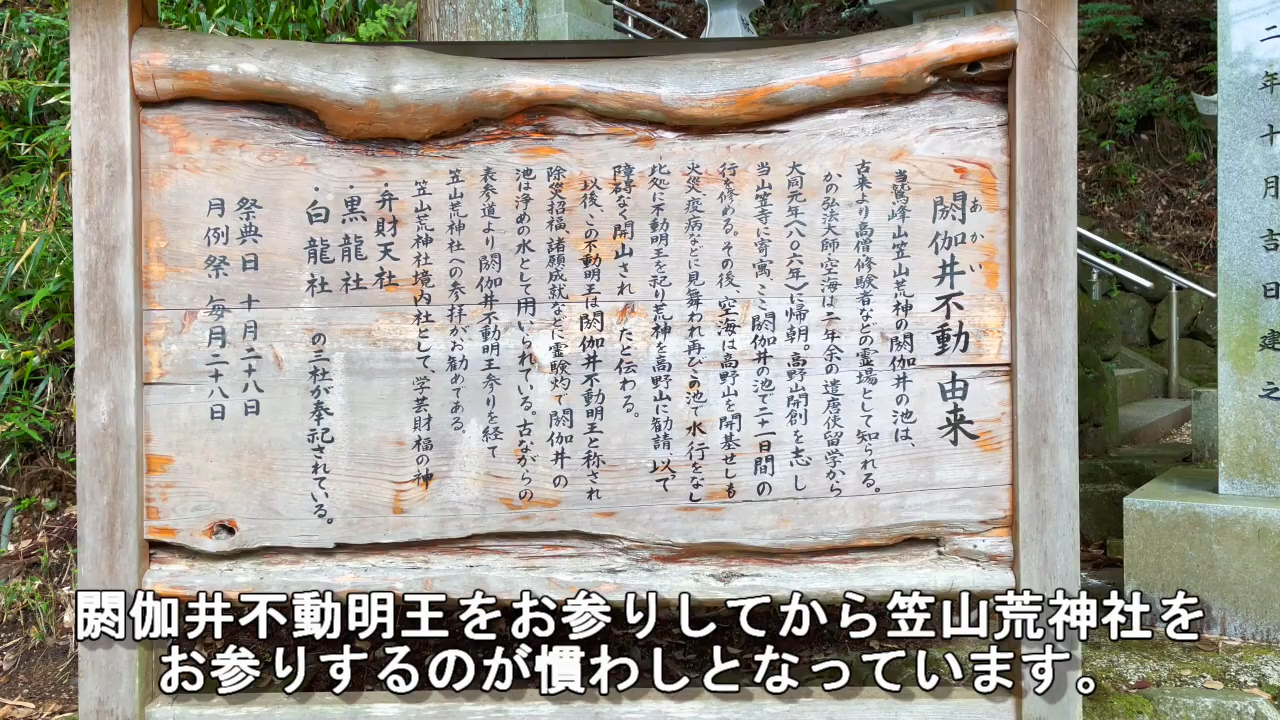 閼伽井不動 由来
あかい
当鷲峰山笠山荒神の閼伽井の池は、
古来より高僧修験者などの霊場として知られる。
かの弘法大師空海は二年余の遣唐使留学から
大同元年(八〇六年)に帰朝。高野山開創を志し
当山笠寺に寄寓、ここ閼伽井の池で二十一日間の
行を修める。その後、空海は高野山を開基せしも
火災・疫病などに見舞われ再びこの池で水行をなし
此処に不動明王を祀り荒神を高野山に勧請、以て
障碍なく開山され たと伝わる。
以後、この不動明王は閼伽井不動明王と称され
除災招福、諸願成就などに霊験灼で閼伽井の
池は浄めの水として用いられている。古ながらの
表参道より閼伽井不動明王参りを経て
笠山荒神社への参拝がお勧めである。
笠山荒神社境内社として、学芸財福の神
・弁財天社
・黒龍社
・白龍社 の三社が奉祀されている。
祭典日 十月二十八日
月例祭 毎月二十八日
二年十月吉日建之
閼伽井不動明王をお参りしてから笠山荒神社を
お参りするのが慣わしとなっています。